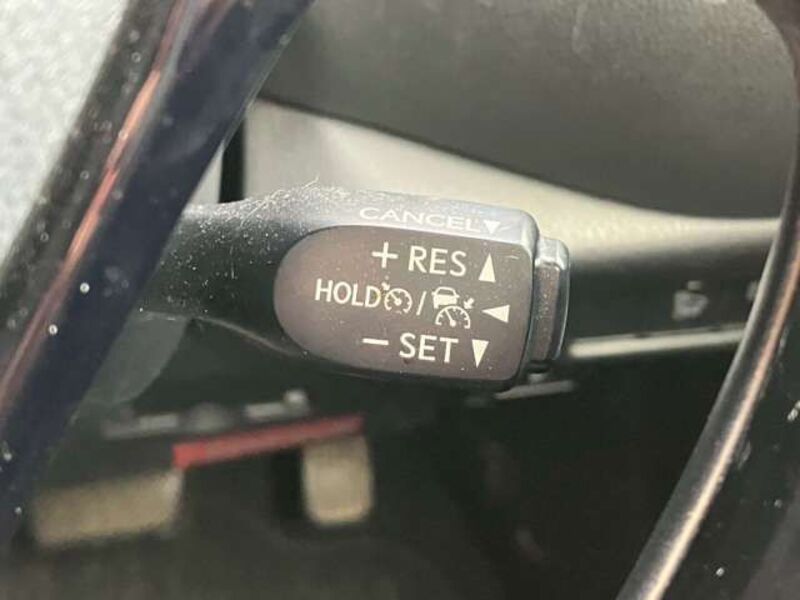 CANCEL▼
+ RES ▲
HOLD / ◀
− SET ▼